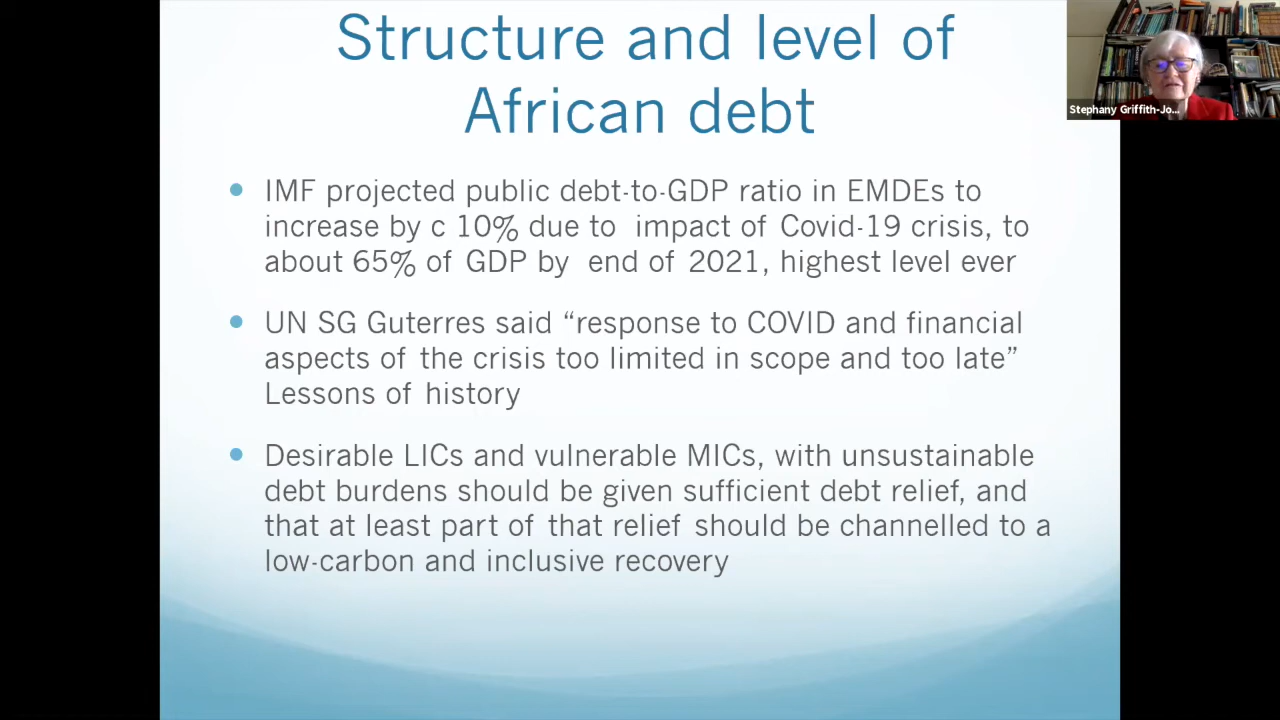 Structure and level of
African debt
IMF projected public debt-to-GDP ratio in EMDEs to
increase by c 10% due to impact of Covid-19 crisis, to
about 65% of GDP by end of 2021, highest level ever
UN SG Guterres said “response to COVID and financial
aspects of the crisis too limited in scope and too late”
Lessons of history
Desirable LICs and vulnerable MICs, with unsustainable
debt burdens should be given sufficient debt relief, and
that at least part of that relief should be channelled to a
low-carbon and inclusive recovery
Stephany Griffith-Jo...